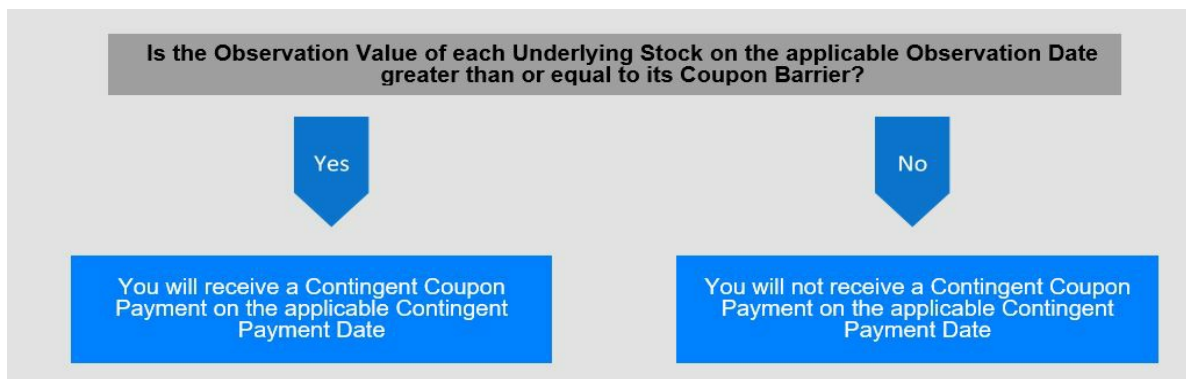 Is the Observation Value of each Underlying Stock on the applicable Observation Date
greater than or equal to its Coupon Barrier?
Yes
No
You will receive a Contingent Coupon
Payment on the applicable Contingent
Payment Date
You will not receive a Contingent Coupon
Payment on the applicable Contingent
Payment Date